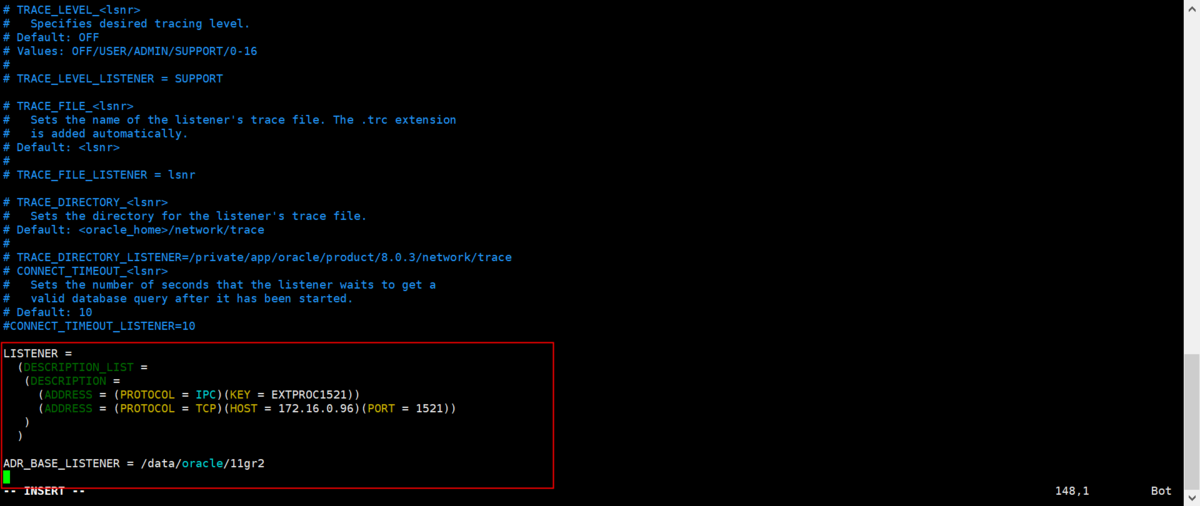 # TRACE_LEVEL_<lsnr>
#   Specifies desired tracing level.
# Default: OFF
# Values: OFF/USER/ADMIN/SUPPORT/0-16
#
# TRACE_LEVEL_LISTENER = SUPPORT

# TRACE_FILE_<lsnr>
#   Sets the name of the listener's trace file. The .trc extension
#   is added automatically.
# Default: <lsnr>
#
# TRACE_FILE_LISTENER = lsnr

# TRACE_DIRECTORY_<lsnr>
#   Sets the directory for the listener's trace file.
# Default: <oracle_home>/network/trace
#
# TRACE_DIRECTORY_LISTENER=/private/app/oracle/product/8.0.3/network/trace
# CONNECT_TIMEOUT_<lsnr>
#   Sets the number of seconds that the listener waits to get a
#   valid database query after it has been started.
# Default: 10
#CONNECT_TIMEOUT_LISTENER=10

LISTENER =
  (DESCRIPTION_LIST =
   (DESCRIPTION =
     (ADDRESS = (PROTOCOL = IPC)(KEY = EXTPROC1521))
     (ADDRESS = (PROTOCOL = TCP)(HOST = 172.16.0.96)(PORT = 1521))
   )
  )

ADR_BASE_LISTENER = /data/oracle/11gr2

-- INSERT -- 148,1 Bot